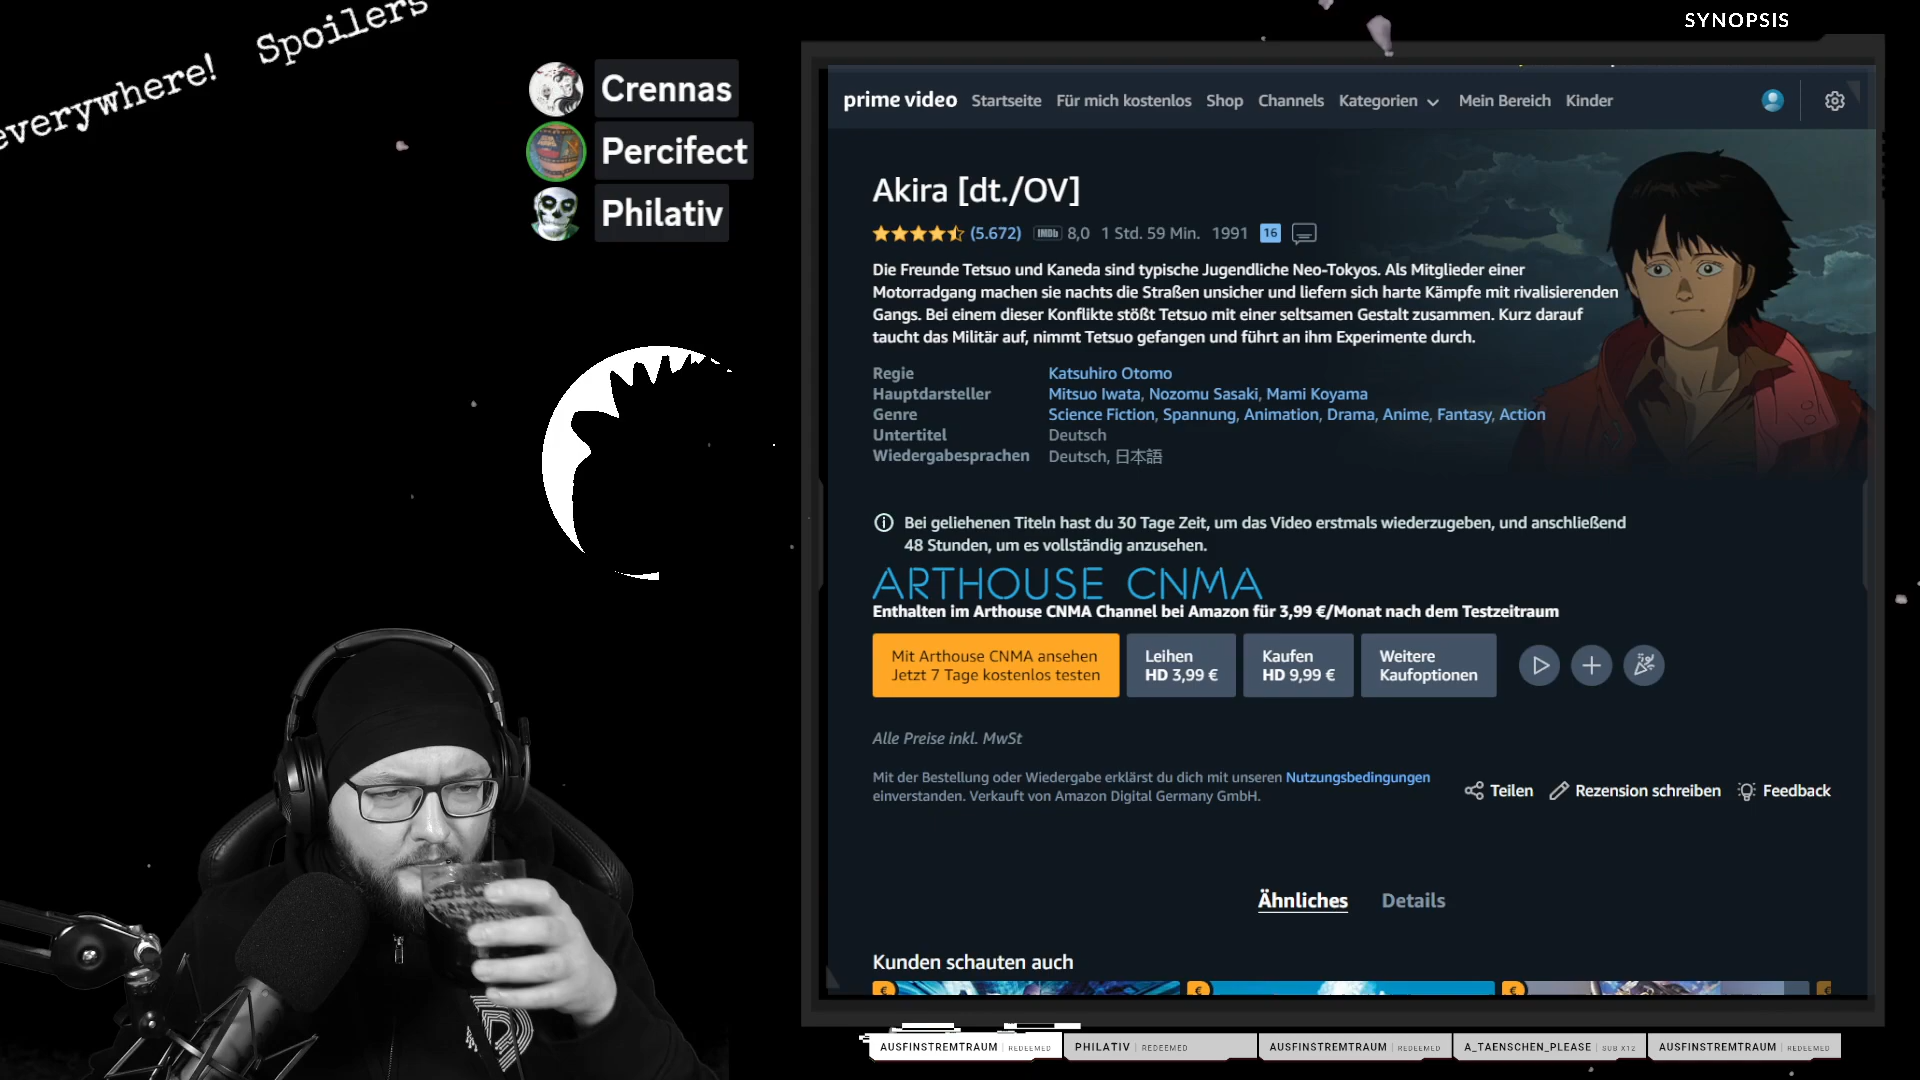 everywhere! Spoilers
SYNOPSIS
Crennas
Percifect
Philativ
prime video Startseite Für mich kostenlos Shop Channels Kategorien Mein Bereich Kinder
Akira [dt./OV]
(5.672) IMDb 8,0 1 Std. 59 Min. 1991 16
Die Freunde Tetsuo und Kaneda sind typische Jugendliche Neo-Tokyos. Als Mitglieder einer
Motorradgang machen sie nachts die Straßen unsicher und liefern sich harte Kämpfe mit rivalisierenden
Gangs. Bei einem dieser Konflikte stößt Tetsuo mit einer seltsamen Gestalt zusammen. Kurz darauf
taucht das Militär auf, nimmt Tetsuo gefangen und führt an ihm Experimente durch.
Regie Katsuhiro Otomo
Hauptdarsteller Mitsuo Iwata, Nozomu Sasaki, Mami Koyama
Genre Science Fiction, Spannung, Animation, Drama, Anime, Fantasy, Action
Untertitel Deutsch
Wiedergabesprachen Deutsch, 日本語
Bei geliehenen Titeln hast du 30 Tage Zeit, um das Video erstmals wiederzugeben, und anschließend
48 Stunden, um es vollständig anzusehen.
ARTHOUSE CNMA
Enthalten im Arthouse CNMA Channel bei Amazon für 3,99 €/Monat nach dem Testzeitraum
Mit Arthouse CNMA ansehen
Jetzt 7 Tage kostenlos testen
Leihen
HD 3,99 €
Kaufen
HD 9,99 €
Weitere
Kaufoptionen
Alle Preise inkl. MwSt
Mit der Bestellung oder Wiedergabe erklärst du dich mit unseren Nutzungsbedingungen
einverstanden. Verkauft von Amazon Digital Germany GmbH.
Teilen Rezension schreiben Feedback
Ähnliches Details
Kunden schauten auch
€ € € €
AUSFINSTREMTRAUM REDEEMED PHILATIV REDEEMED AUSFINSTREMTRAUM REDEEMED A_TAENSCHEN_PLEASE SUB X12 AUSFINSTREMTRAUM REDEEMED